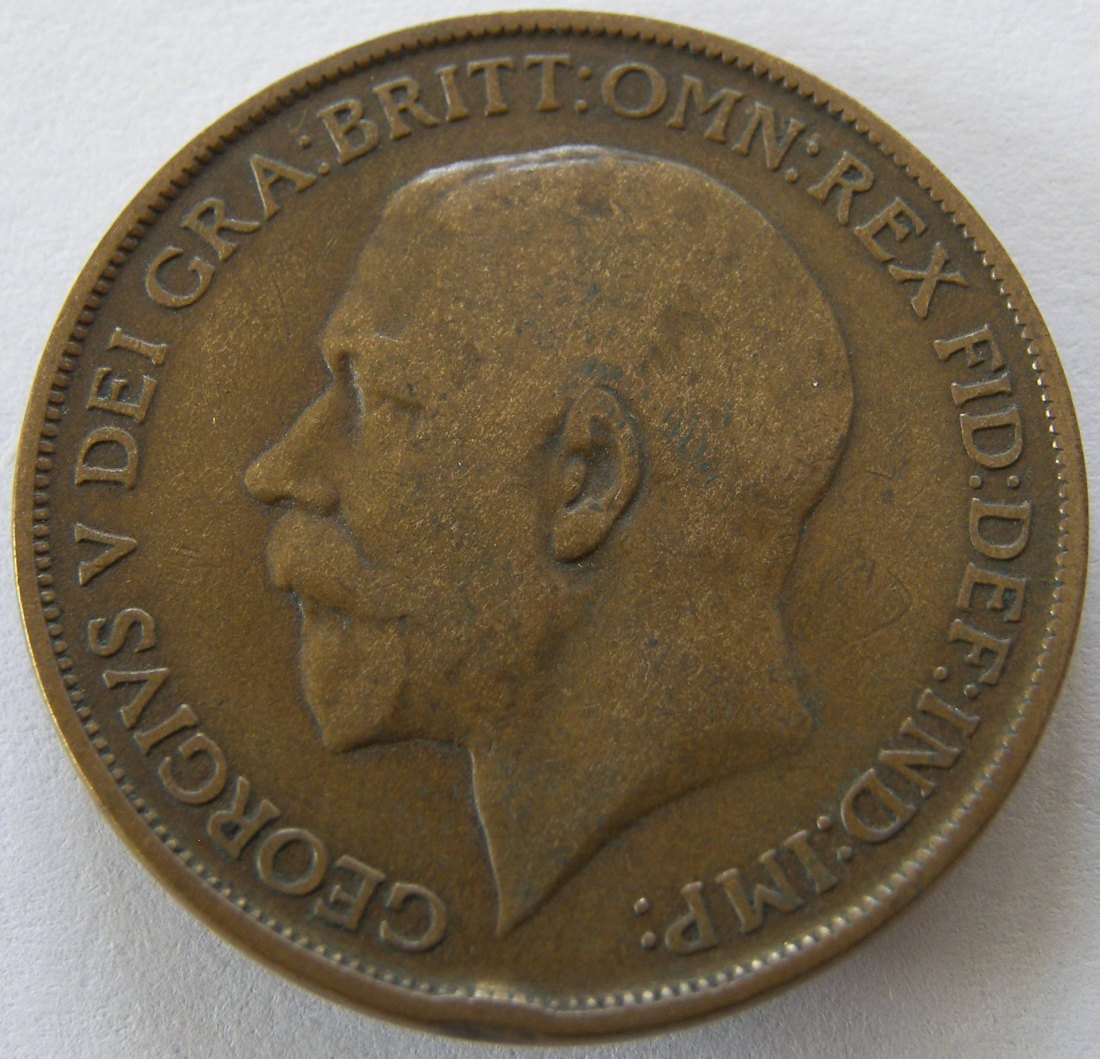 GEORGIVS V DEI GRA:BRITT:OMN:REX FID:DEF:IND:IMP: